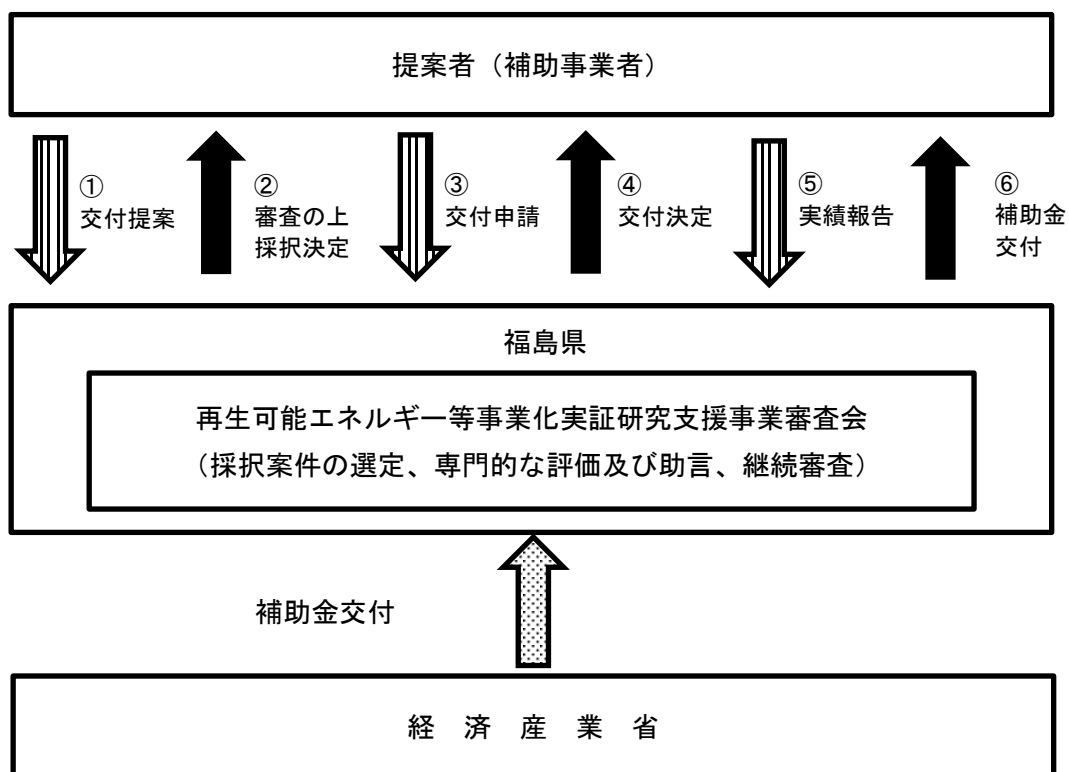 提案者（補助事業者）
①
交付提案
②
審査の上
採択決定
③
交付申請
④
交付決定
⑤
実績報告
⑥
補助金
交付
福島県
再生可能エネルギー等事業化実証研究支援事業審査会
（採択案件の選定、専門的な評価及び助言、継続審査）
補助金交付
経　済　産　業　省